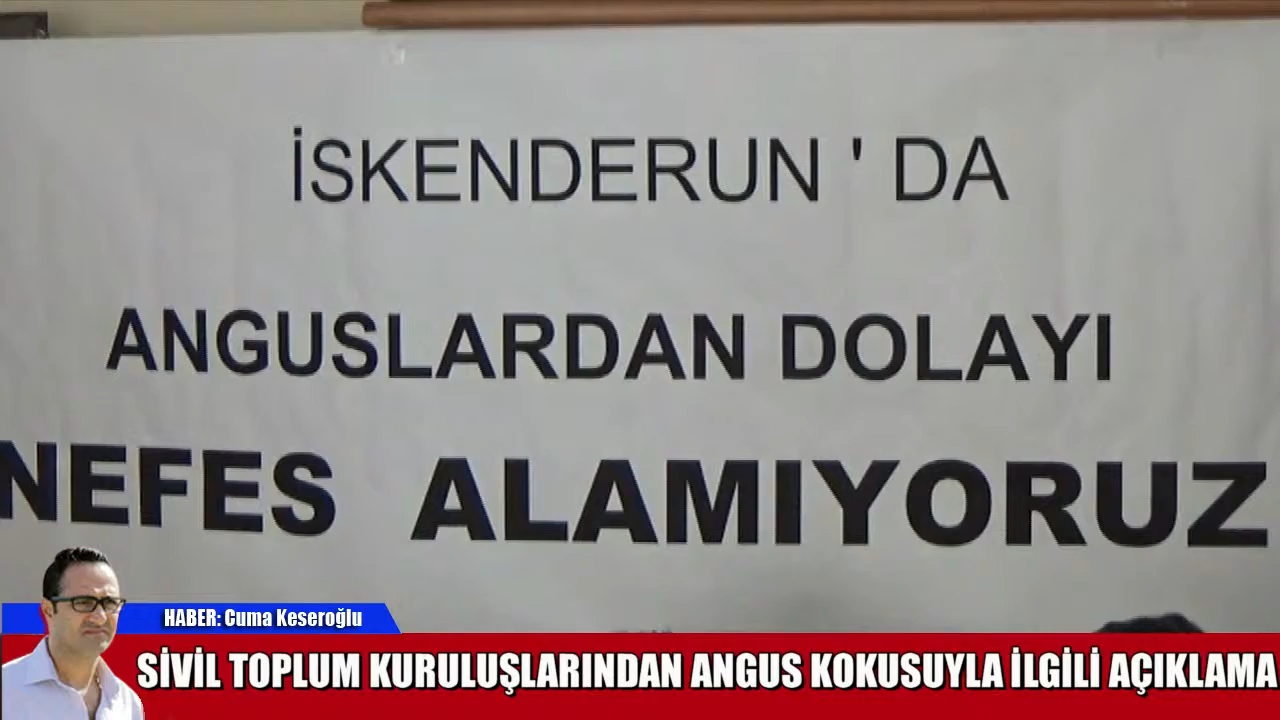 İSKENDERUN ' DA
ANGUSLARDAN DOLAYI
NEFES ALAMIYORUZ
HABER: Cuma Keseroğlu
SİVİL TOPLUM KURULUŞLARINDAN ANGUS KOKUSUYLA İLGİLİ AÇIKLAMA